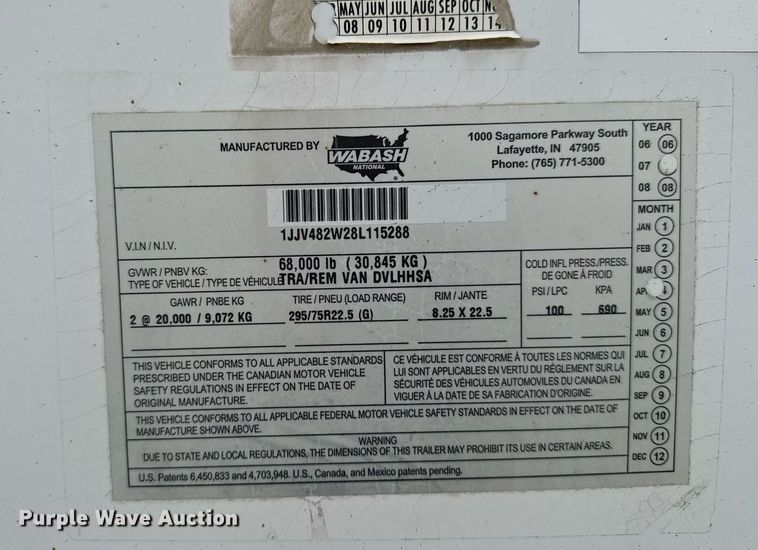 MAY JUN JUL AUG SEP OCT
08 09 10 11 12 13 14
MANUFACTURED BY WABASH NATIONAL
1000 Sagamore Parkway South
Lafayette, IN 47905
Phone: (765) 771-5300
YEAR
06 06
07
08 08
MONTH
JAN 1
FEB 2
MAR 3
4
MAY 5
JUN 6
JUL 7
AUG 8
SEP 9
OCT 10
NOV 11
DEC 12
1JJV482W28L115288
V.I.N / N.I.V.
GVWR / PNBV KG: 68,000 lb ( 30,845 KG )
TYPE OF VEHICLE / TYPE DE VÉHICULE TRA/REM VAN DVLHHSA
COLD INFL PRESS./PRESS.
DE GONE À FROID
GAWR / PNBE KG TIRE / PNEU (LOAD RANGE) RIM / JANTE PSI/LPC KPA
2 @ 20,000 / 9,072 KG 295/75R22.5 (G) 8.25 X 22.5 100 690
THIS VEHICLE CONFORMS TO ALL APPLICABLE STANDARDS
PRESCRIBED UNDER THE CANADIAN MOTOR VEHICLE
SAFETY REGULATIONS IN EFFECT ON THE DATE OF
ORIGINAL MANUFACTURE.
CE VÉHICULE EST CONFORME À TOUTES LES NORMES QUI
LUI SONT APPLICABLES EN VERTU DU RÉGLEMENT SUR LA
SÉCURITÉ DES VÉHICULES AUTOMOBILES DU CANADA EN
VIGUER À LA DATE DE SA FABRICATION D'ORIGINE.
THIS VEHICLE CONFORMS TO ALL APPLICABLE FEDERAL MOTOR VEHICLE SAFETY STANDARDS IN EFFECT ON THE DATE OF
MANUFACTURE SHOWN ABOVE.
WARNING
DUE TO STATE AND LOCAL REGULATIONS, THE DIMENSIONS OF THIS TRAILER MAY PROHIBIT ITS USE IN CERTAIN AREAS.
U.S. Patents 6,450,833 and 4,703,948. U.S., Canada, and Mexico patents pending.
Purple Wave Auction